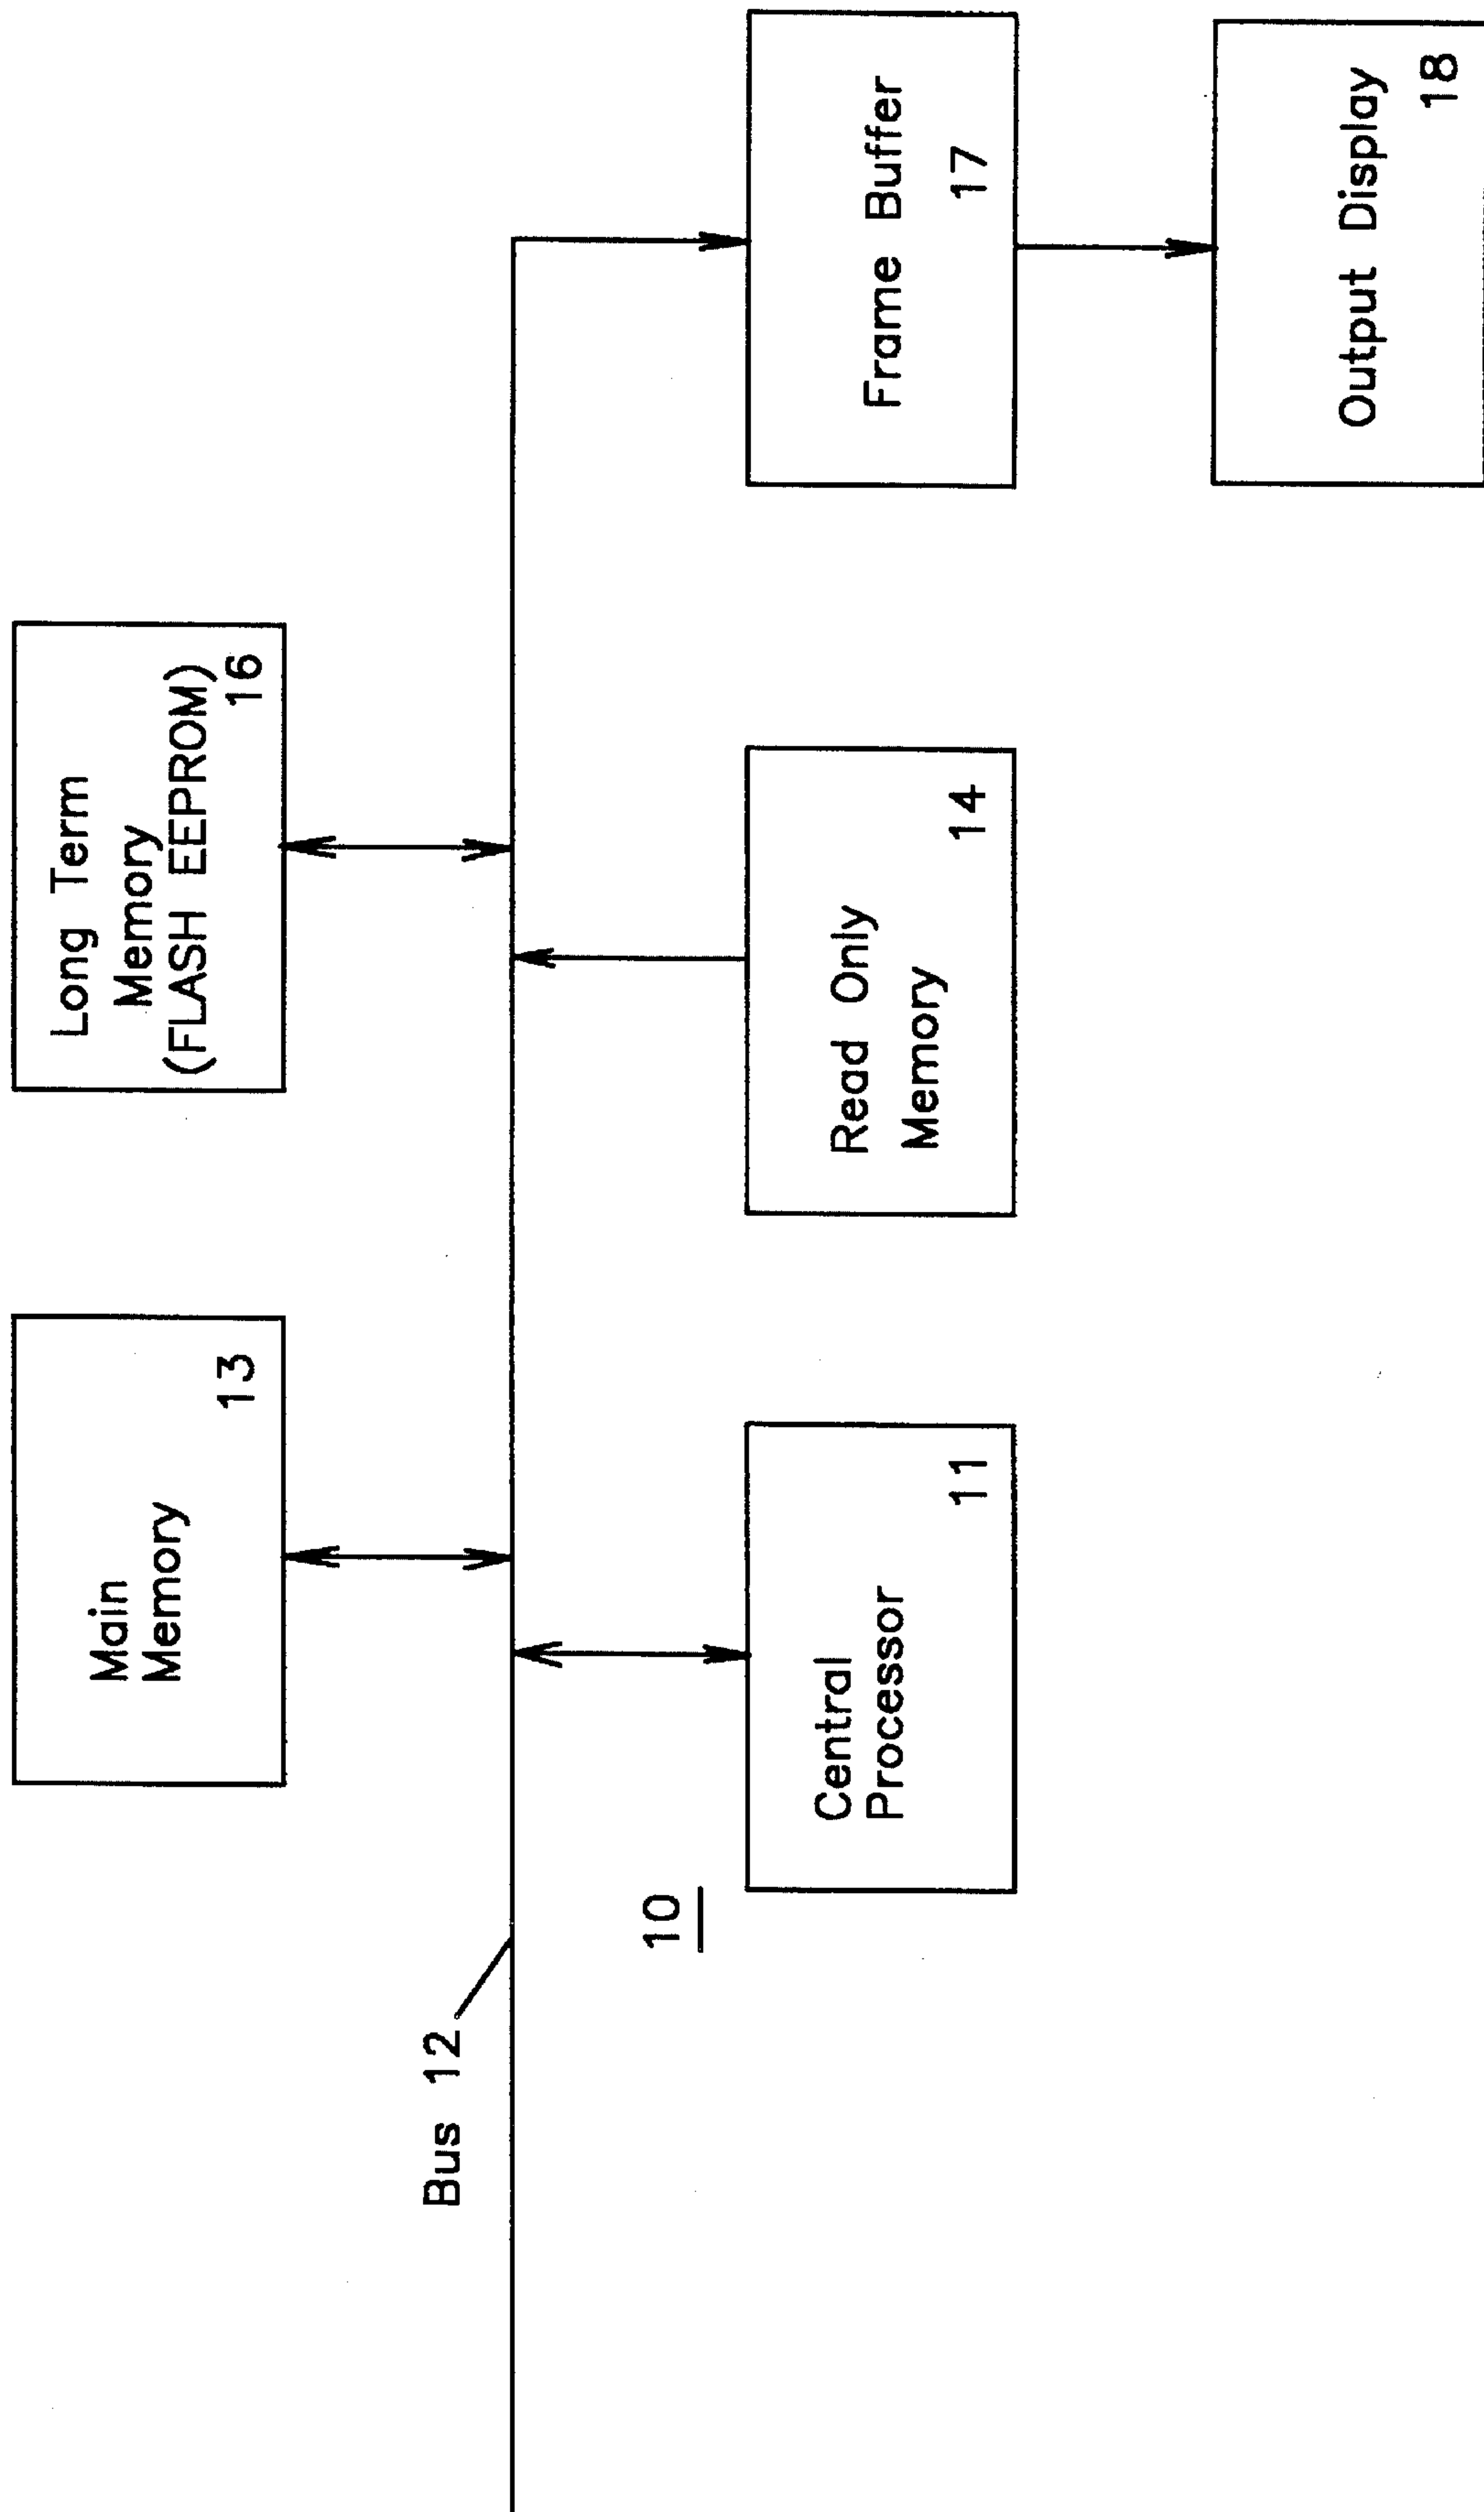 Main
Memory
13
Long Term
Memory
(FLASH EEPROM)
16
Bus 12
10
Central
Processor
11
Read Only
Memory
14
Frame Buffer
17
Output Display
18